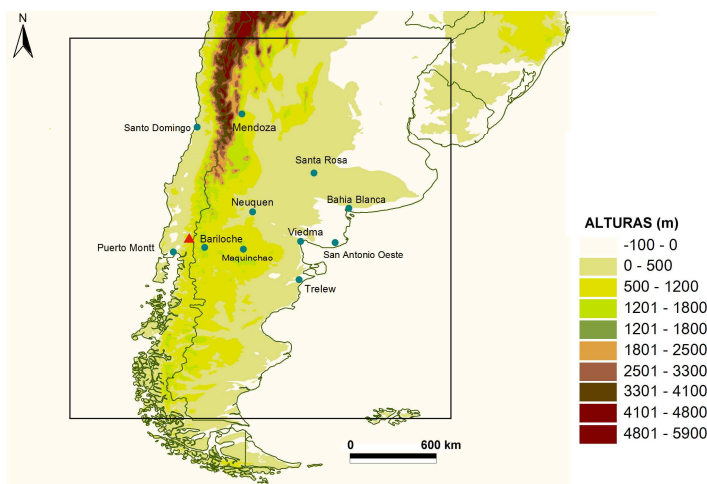 N
Santo Domingo
Mendoza
Santa Rosa
Neuquen
Bahia Blanca
Puerto Montt
Bariloche
Maquinchao
Viedma
San Antonio Oeste
Trelew
0
600 km
ALTURAS (m)
-100 - 0
0 - 500
500 - 1200
1201 - 1800
1201 - 1800
1801 - 2500
2501 - 3300
3301 - 4100
4101 - 4800
4801 - 5900